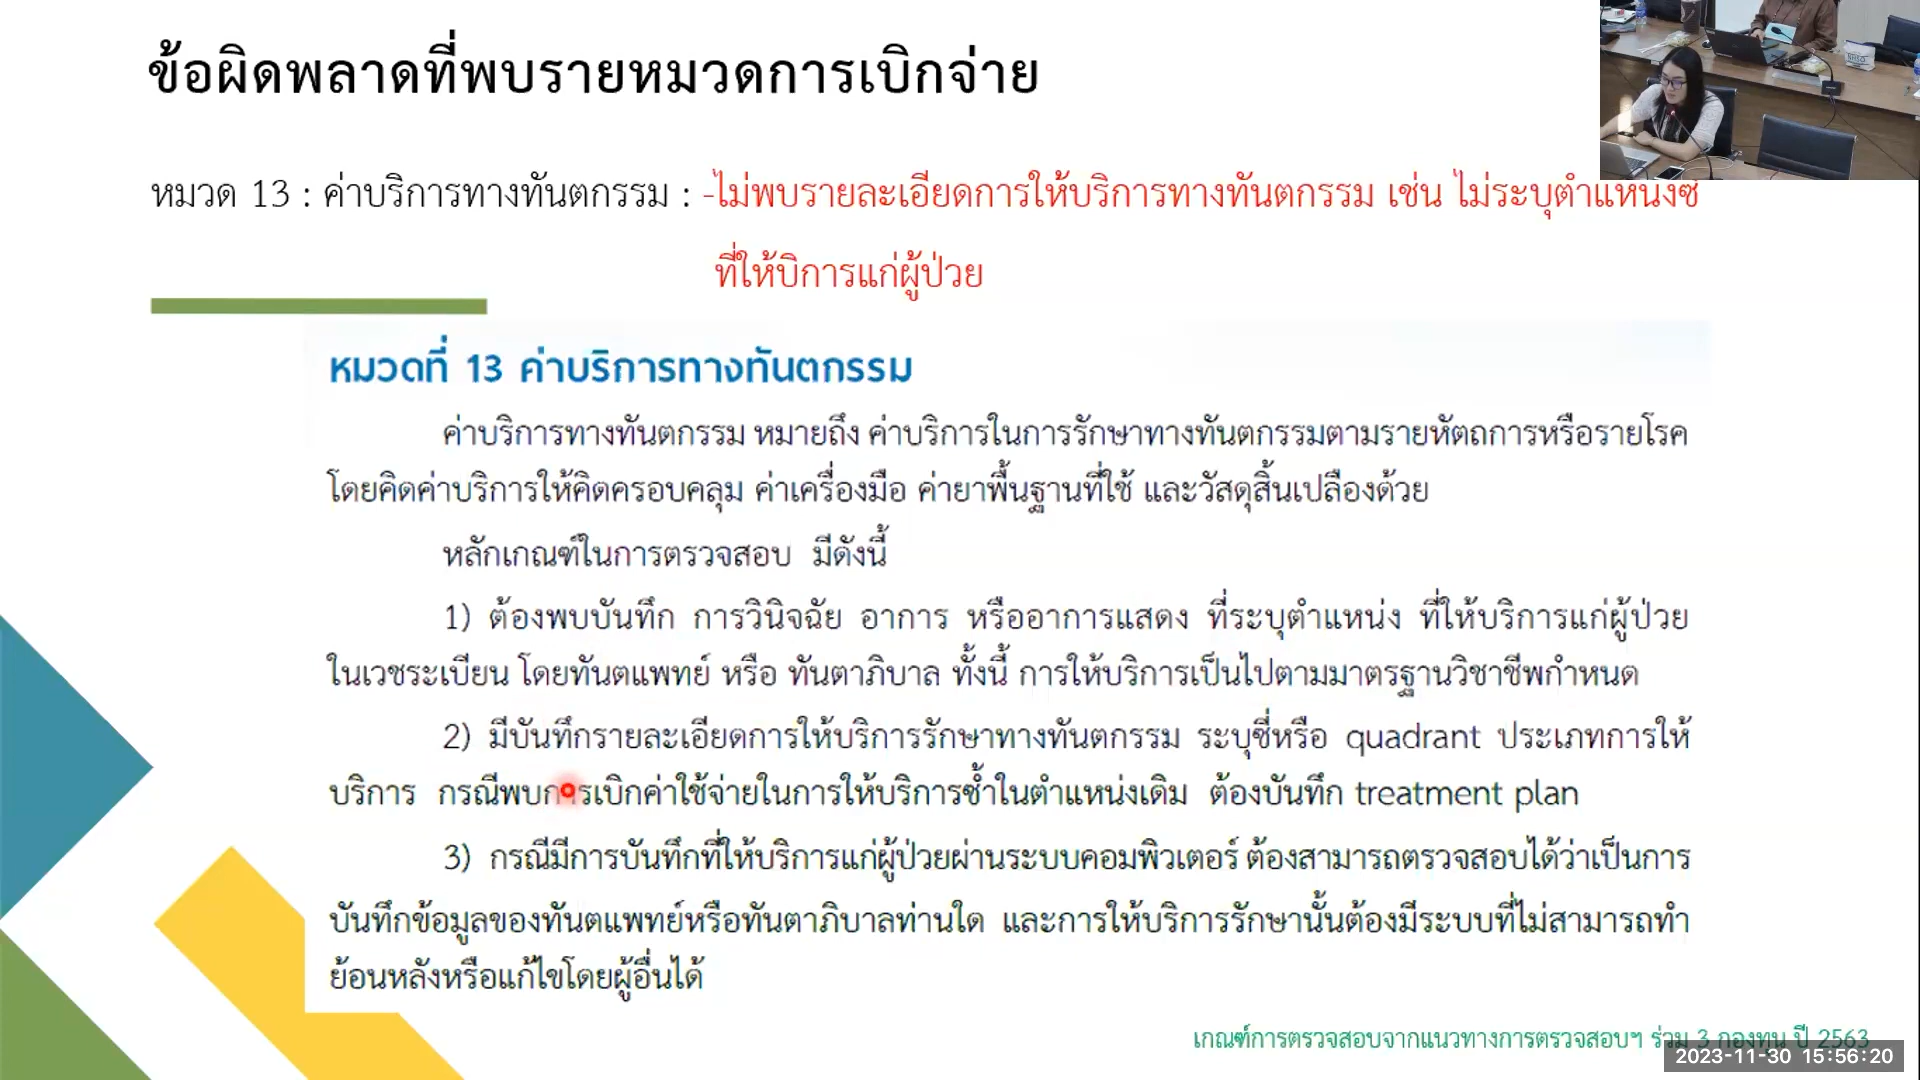 ข้อผิดพลาดที่พบรายหมวดการเบิกจ่าย
หมวด 13 : ค่าบริการทางทันตกรรม : -ไม่พบรายละเอียดการให้บริการทางทันตกรรม เช่น ไม่ระบุตำแหน่งซ
ที่ให้บิการแก่ผู้ป่วย
หมวดที่ 13 ค่าบริการทางทันตกรรม
ค่าบริการทางทันตกรรม หมายถึง ค่าบริการในการรักษาทางทันตกรรมตามรายหัตถการหรือรายโรค
โดยคิดค่าบริการให้คิดครอบคลุม ค่าเครื่องมือ ค่ายาพื้นฐานที่ใช้ และวัสดุสิ้นเปลืองด้วย
หลักเกณฑ์ในการตรวจสอบ มีดังนี้
1) ต้องพบบันทึก การวินิจฉัย อาการ หรืออาการแสดง ที่ระบุตำแหน่ง ที่ให้บริการแก่ผู้ป่วย
ในเวชระเบียน โดยทันตแพทย์ หรือ ทันตาภิบาล ทั้งนี้ การให้บริการเป็นไปตามมาตรฐานวิชาชีพกำหนด
2) มีบันทึกรายละเอียดการให้บริการรักษาทางทันตกรรม ระบุซี่หรือ quadrant ประเภทการให้
บริการ กรณีพบการเบิกค่าใช้จ่ายในการให้บริการซ้ำในตำแหน่งเดิม ต้องบันทึก treatment plan
3) กรณีมีการบันทึกที่ให้บริการแก่ผู้ป่วยผ่านระบบคอมพิวเตอร์ ต้องสามารถตรวจสอบได้ว่าเป็นการ
บันทึกข้อมูลของทันตแพทย์หรือทันตาภิบาลท่านใด และการให้บริการรักษานั้นต้องมีระบบที่ไม่สามารถทำ
ย้อนหลังหรือแก้ไขโดยผู้อื่นได้
เกณฑ์การตรวจสอบจากแนวทางการตรวจสอบฯ ร่วม 3 กองทุน ปี 2563
2023-11-30 15:56:20